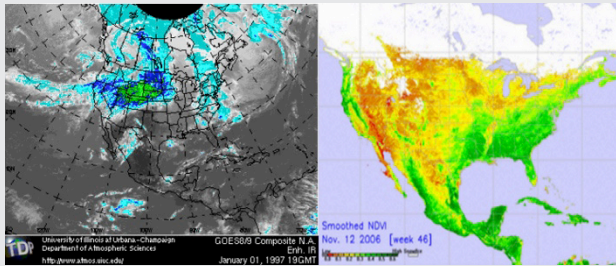 TDP
University of Illinois at Urbana-Champaign
Department of Atmospheric Sciences
http://www.atmos.uiuc.edu/
GOES8/9 Composite N.A.
Enh. IR
January 01, 1997 19GMT
Smoothed NDVI
Nov. 12 2006 [week 46]